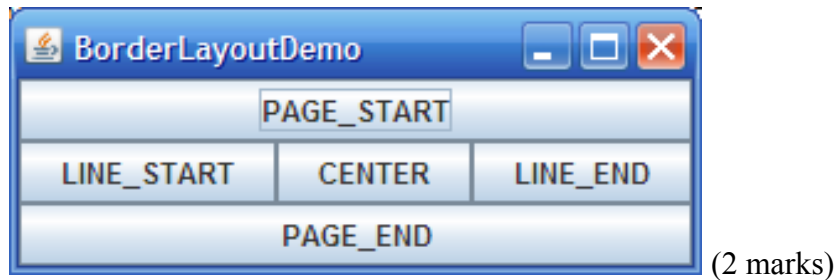 BorderLayoutDemo
PAGE_START
LINE_START CENTER LINE_END
PAGE_END
(2 marks)